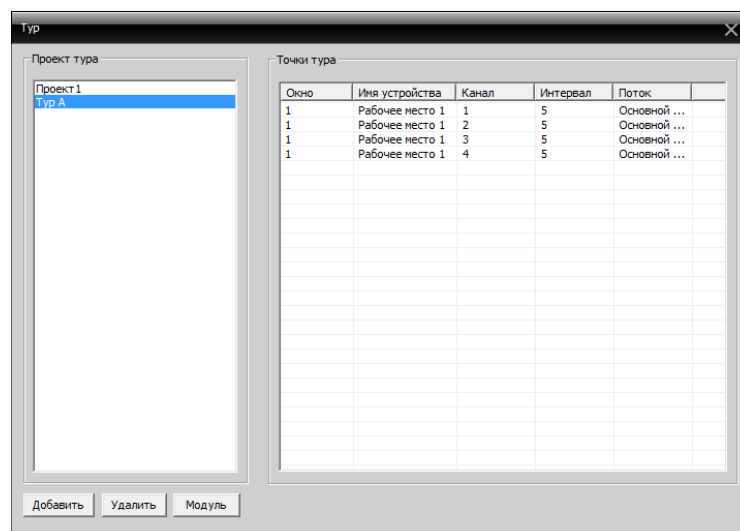 Тур
Проект тура
Проект1
Тур А
Точки тура
Окно Имя устройства Канал Интервал Поток
1 Рабочее место 1 1 5 Основной ...
1 Рабочее место 1 2 5 Основной ...
1 Рабочее место 1 3 5 Основной ...
1 Рабочее место 1 4 5 Основной ...
Добавить Удалить Модуль